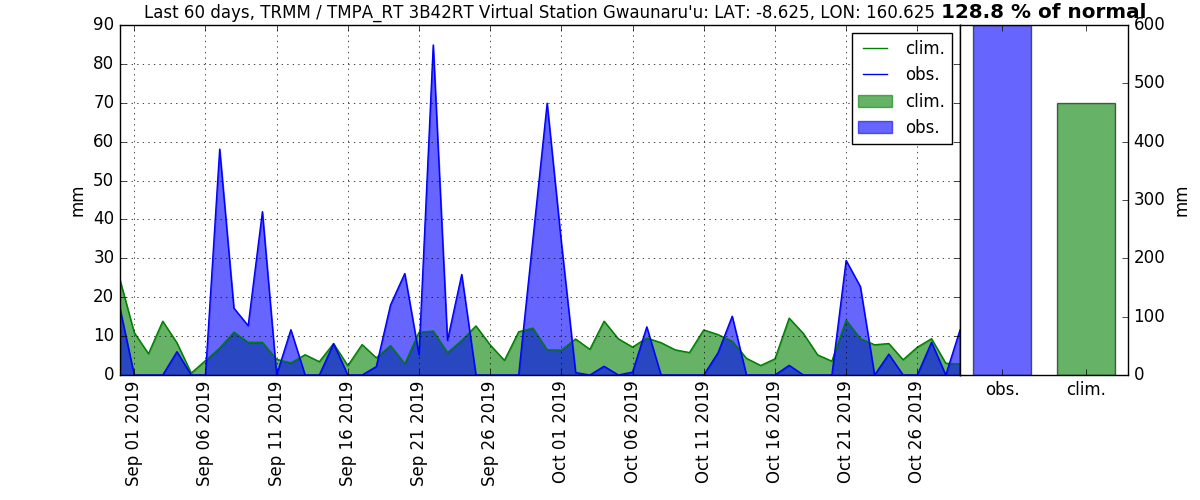 Last 60 days, TRMM / TMPA_RT 3B42RT Virtual Station Gwaunaru'u: LAT: -8.625, LON: 160.625 128.8 % of normal
90
80
70
60
50
40
30
20
10
0
mm
clim.
obs.
clim.
obs.
600
500
400
300
200
100
0
mm
Sep 01 2019
Sep 06 2019
Sep 11 2019
Sep 16 2019
Sep 21 2019
Sep 26 2019
Oct 01 2019
Oct 06 2019
Oct 11 2019
Oct 16 2019
Oct 21 2019
Oct 26 2019
obs.
clim.